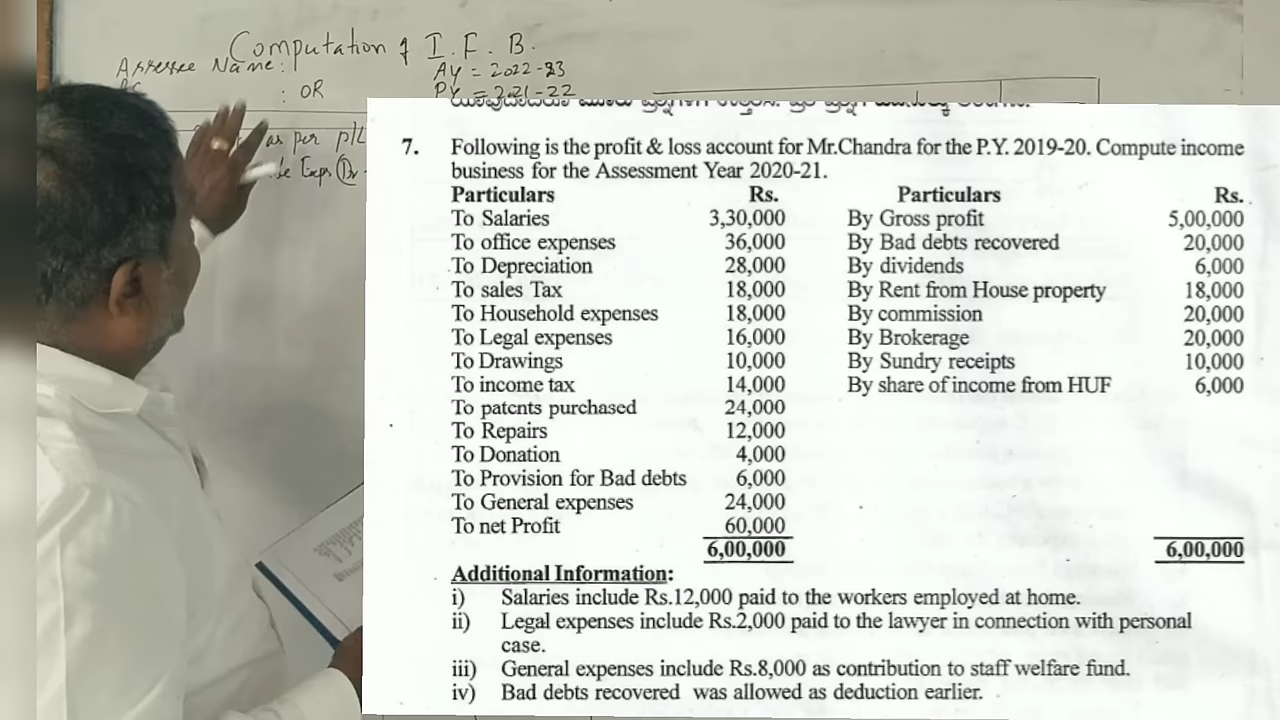 Computation of I. F. B.
Assessee Name:
AY = 2022-23
: OR
PY = 2021-22
as per P/L
Exps Dr
7. Following is the profit & loss account for Mr.Chandra for the P.Y. 2019-20. Compute income
business for the Assessment Year 2020-21.
Particulars Rs. Particulars Rs.
To Salaries 3,30,000 By Gross profit 5,00,000
To office expenses 36,000 By Bad debts recovered 20,000
To Depreciation 28,000 By dividends 6,000
To sales Tax 18,000 By Rent from House property 18,000
To Household expenses 18,000 By commission 20,000
To Legal expenses 16,000 By Brokerage 20,000
To Drawings 10,000 By Sundry receipts 10,000
To income tax 14,000 By share of income from HUF 6,000
To patents purchased 24,000
To Repairs 12,000
To Donation 4,000
To Provision for Bad debts 6,000
To General expenses 24,000
To net Profit 60,000
6,00,000 6,00,000
Additional Information:
i) Salaries include Rs.12,000 paid to the workers employed at home.
ii) Legal expenses include Rs.2,000 paid to the lawyer in connection with personal
case.
iii) General expenses include Rs.8,000 as contribution to staff welfare fund.
iv) Bad debts recovered was allowed as deduction earlier.